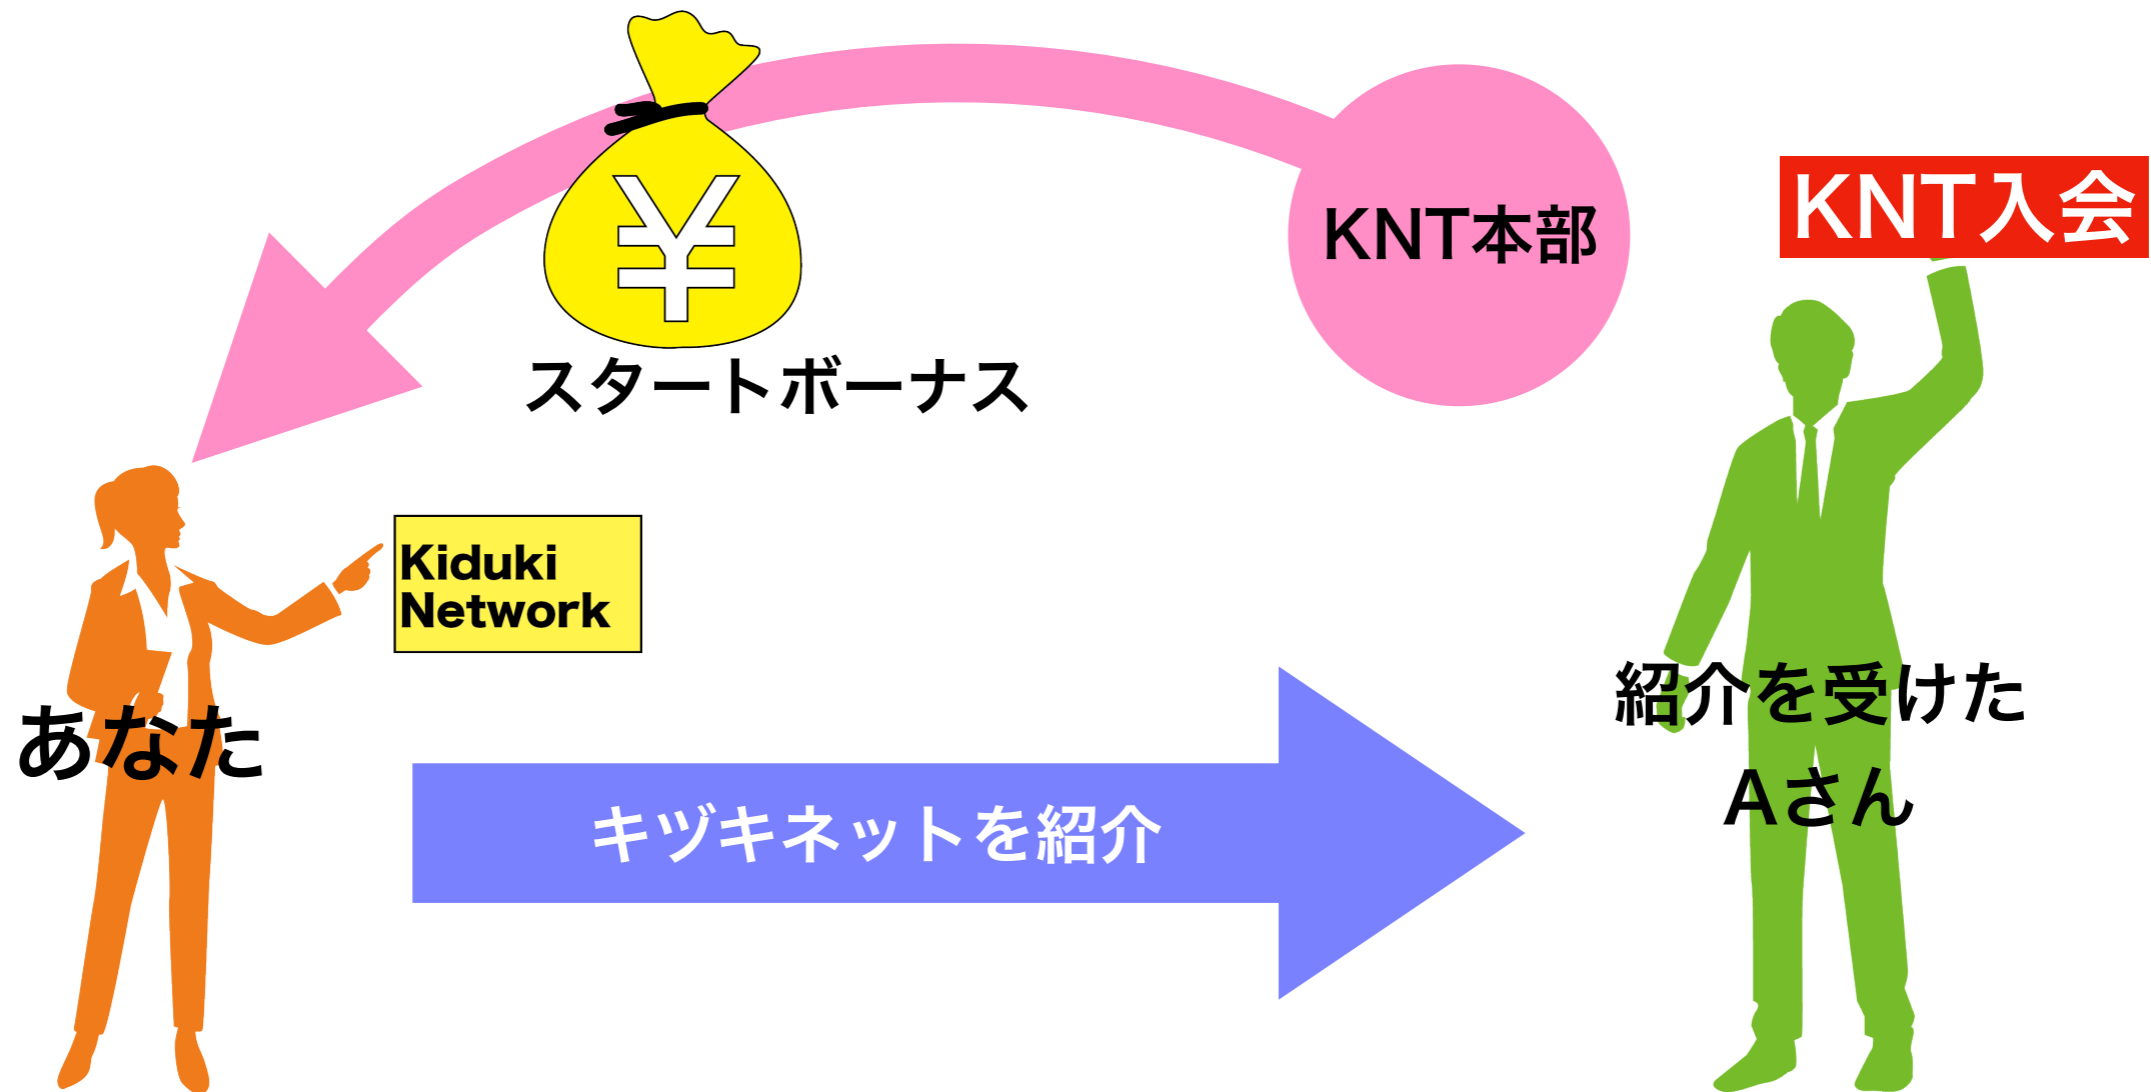 KNT入会
KNT本部
¥
スタートボーナス
Kiduki
Network
あなた
紹介を受けた
Aさん
キヅキネットを紹介